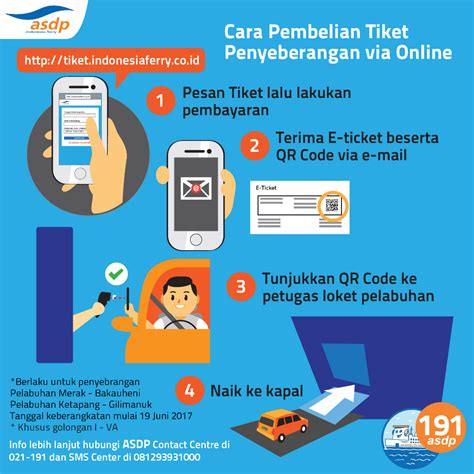 asdp
indonesia ferry
Cara Pembelian Tiket
Penyeberangan via Online
http://tiket.indonesiaferry.co.id
1
Pesan Tiket lalu lakukan
pembayaran
2
Terima E-ticket beserta
QR Code via e-mail
e
E-Ticket
3
Tunjukkan QR Code ke
petugas loket pelabuhan
4
Naik ke kapal
*Berlaku untuk penyebrangan
Pelabuhan Merak - Bakauheni
Pelabuhan Ketapang - Gilimanuk
Tanggal keberangkatan mulai 19 Juni 2017
* Khusus golongan I - VA
Info lebih lanjut hubungi ASDP Contact Centre di
021-191 dan SMS Center di 081293931000
191
asdp